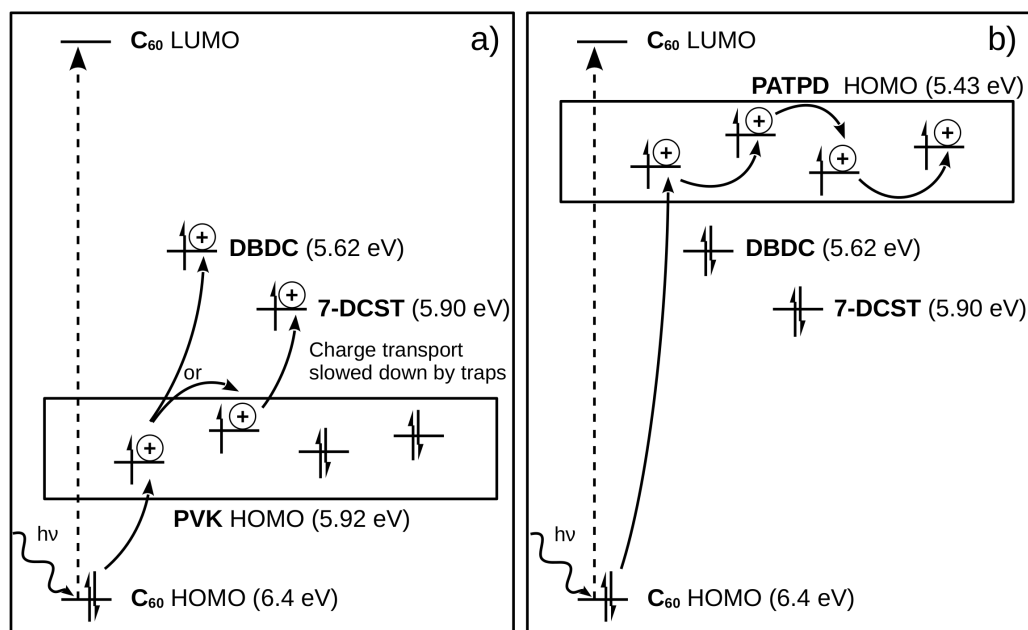 C₆₀ LUMO
a)
DBDC (5.62 eV)
7-DCST (5.90 eV)
Charge transport
slowed down by traps
or
PVK HOMO (5.92 eV)
hν
C₆₀ HOMO (6.4 eV)
C₆₀ LUMO
b)
PATPD HOMO (5.43 eV)
DBDC (5.62 eV)
7-DCST (5.90 eV)
hν
C₆₀ HOMO (6.4 eV)